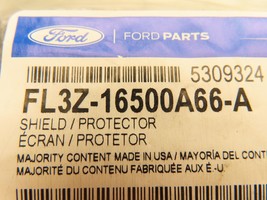 Ford
FORD PARTS
5309324
FL3Z-16500A66-A
SHIELD / PROTECTOR
ÉCRAN / PROTETOR
MAJORITY CONTENT MADE IN USA / MAYORÍA DEL CONT
MAJORITÉ DU CONTENU FABRIQUÉE AUX É.-U.